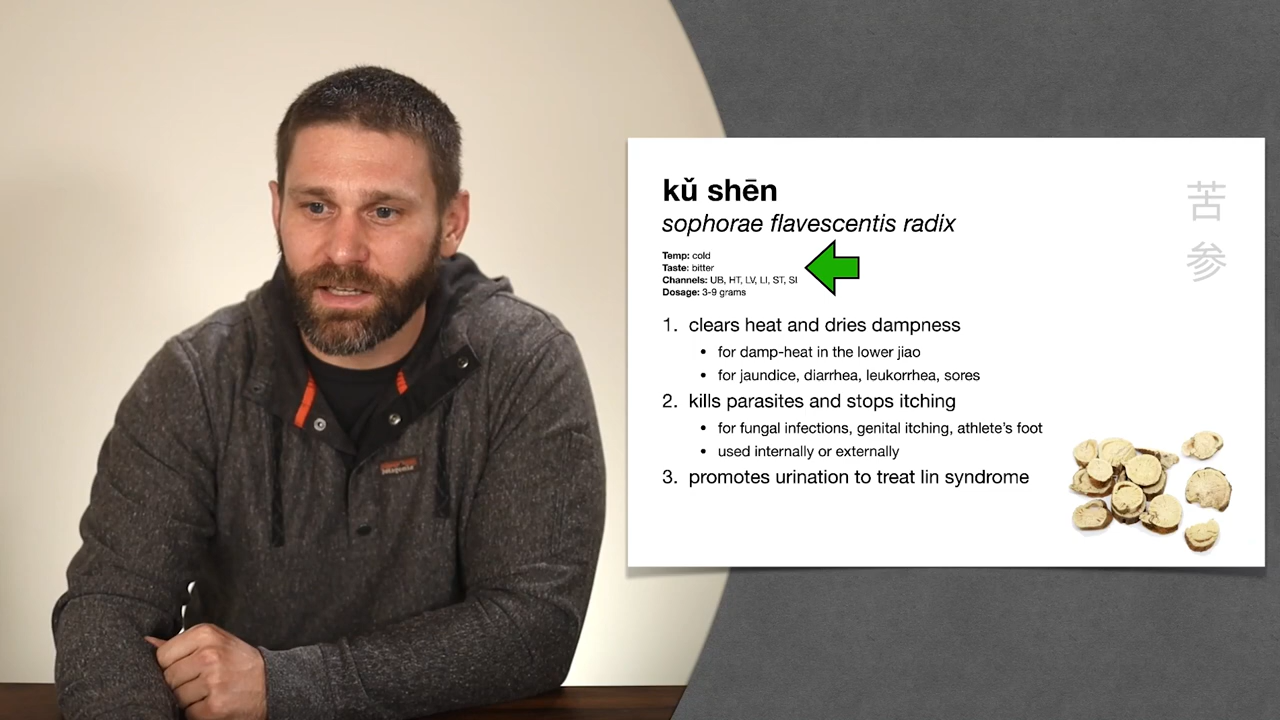 kǔ shēn
sophorae flavescentis radix
Temp: cold
Taste: bitter
Channels: UB, HT, LV, LI, ST, SI
Dosage: 3-9 grams
1. clears heat and dries dampness
• for damp-heat in the lower jiao
• for jaundice, diarrhea, leukorrhea, sores
2. kills parasites and stops itching
• for fungal infections, genital itching, athlete's foot
• used internally or externally
3. promotes urination to treat lin syndrome
苦
参
patagonia